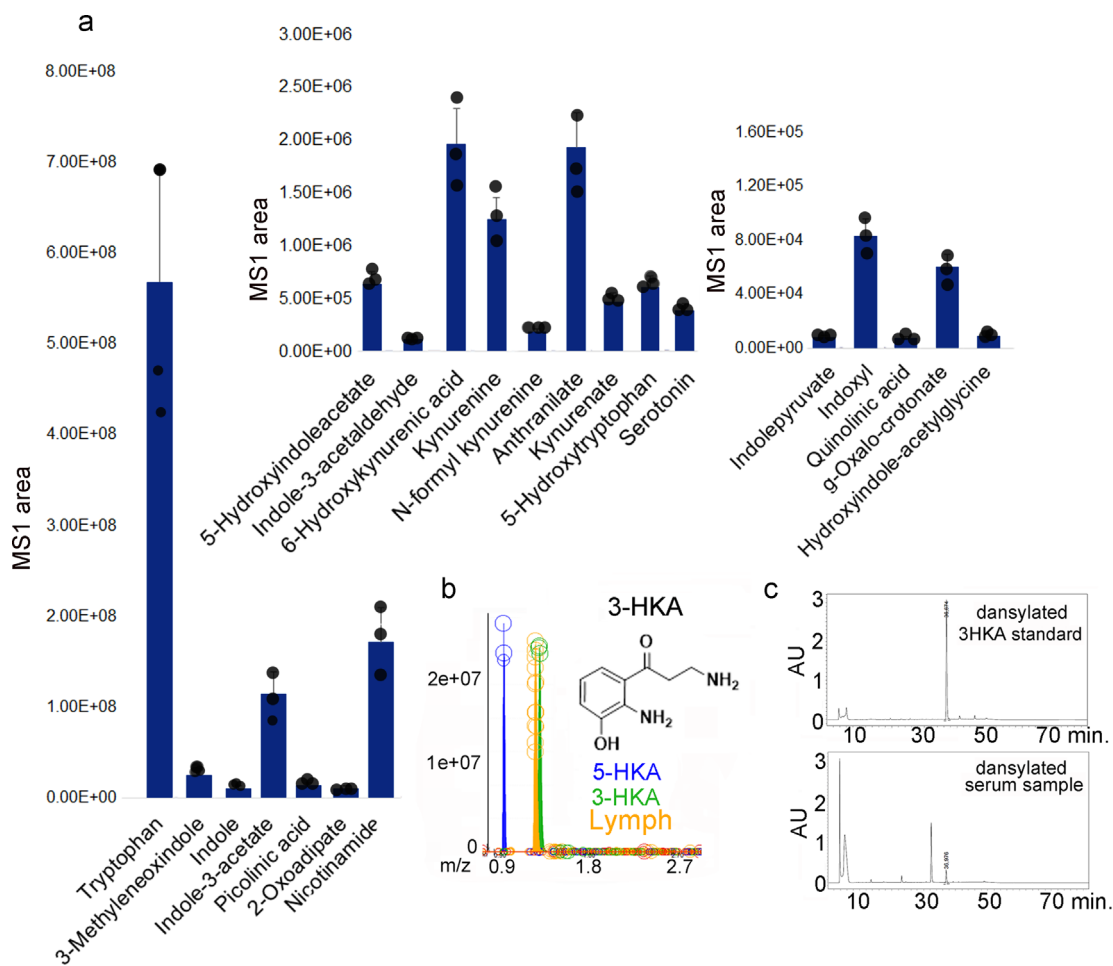 a
8.00E+08
7.00E+08
6.00E+08
5.00E+08
4.00E+08
3.00E+08
2.00E+08
1.00E+08
0.00E+00
MS1 area
Tryptophan
3-Methyleneoxindole
Indole
Indole-3-acetate
Picolinic acid
2-Oxoadipate
Nicotinamide
3.00E+06
2.50E+06
2.00E+06
1.50E+06
1.00E+06
5.00E+05
0.00E+00
MS1 area
5-Hydroxyindoleacetate
Indole-3-acetaldehyde
6-Hydroxykynurenic acid
Kynurenine
N-formyl kynurenine
Anthranilate
Kynurenate
5-Hydroxytryptophan
Serotonin
1.60E+05
1.20E+05
8.00E+04
4.00E+04
0.00E+00
MS1 area
Indolepyruvate
Indoxyl
Quinolinic acid
g-Oxalo-crotonate
Hydroxyindole-acetylglycine
b
3-HKA
O
NH2
NH2
OH
5-HKA
3-HKA
Lymph
2e+07
1e+07
0
m/z 0.9 1.8 2.7
c
3
2
1
0
AU
dansylated
3HKA standard
10 30 50 70 min.
3
2
1
0
AU
dansylated
serum sample
36,976
10 30 50 70 min.